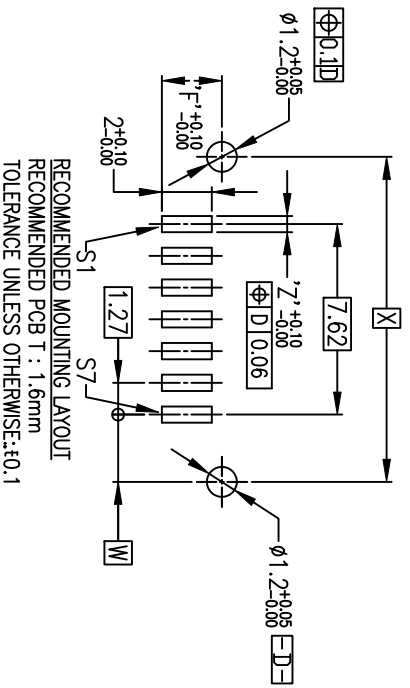 ⌖0.1D
ø1.2+0.05 -0.00
'F'+0.10 -0.00
2+0.10 -0.00
X
7.62
'Z'+0.10 -0.00
⌖ D 0.06
S1
S7
1.27
W
ø1.2+0.05 -0.00
-D-
RECOMMENDED MOUNTING LAYOUT
RECOMMENDED PCB T : 1.6mm
TOLERANCE UNLESS OTHERWISE:±0.1